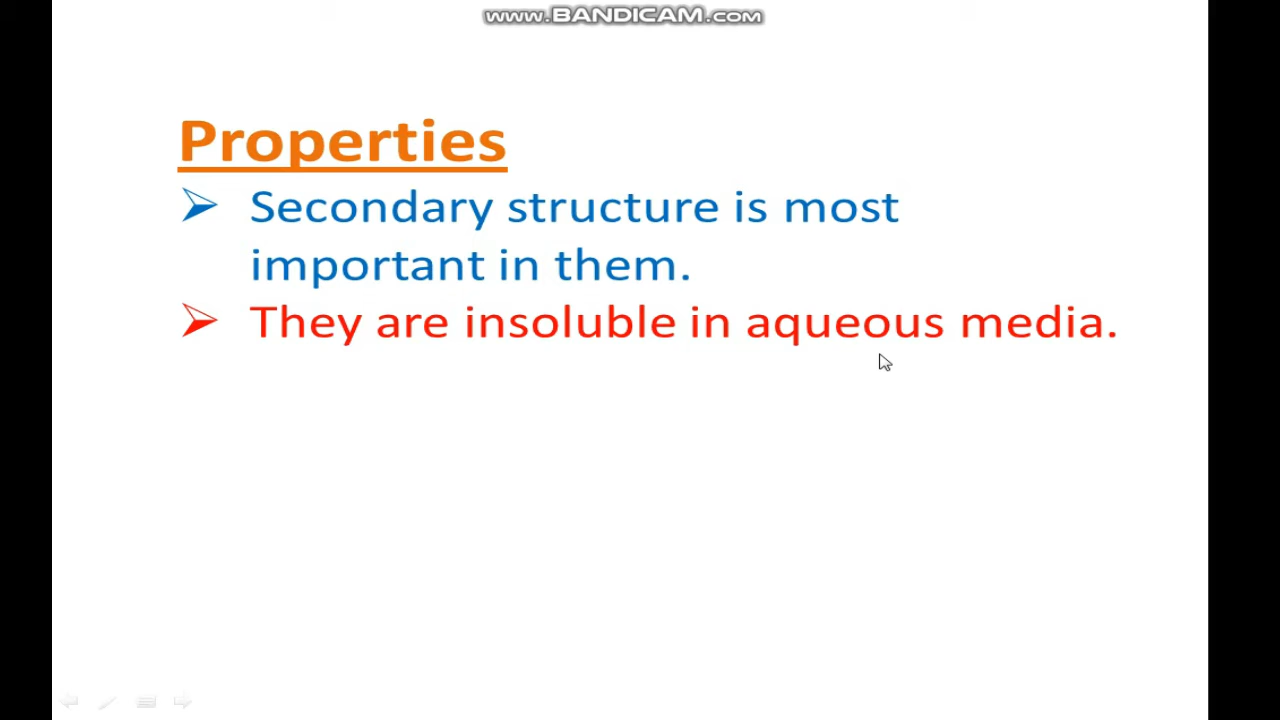 www.BANDICAM.com
Properties
Secondary structure is most
important in them.
They are insoluble in aqueous media.